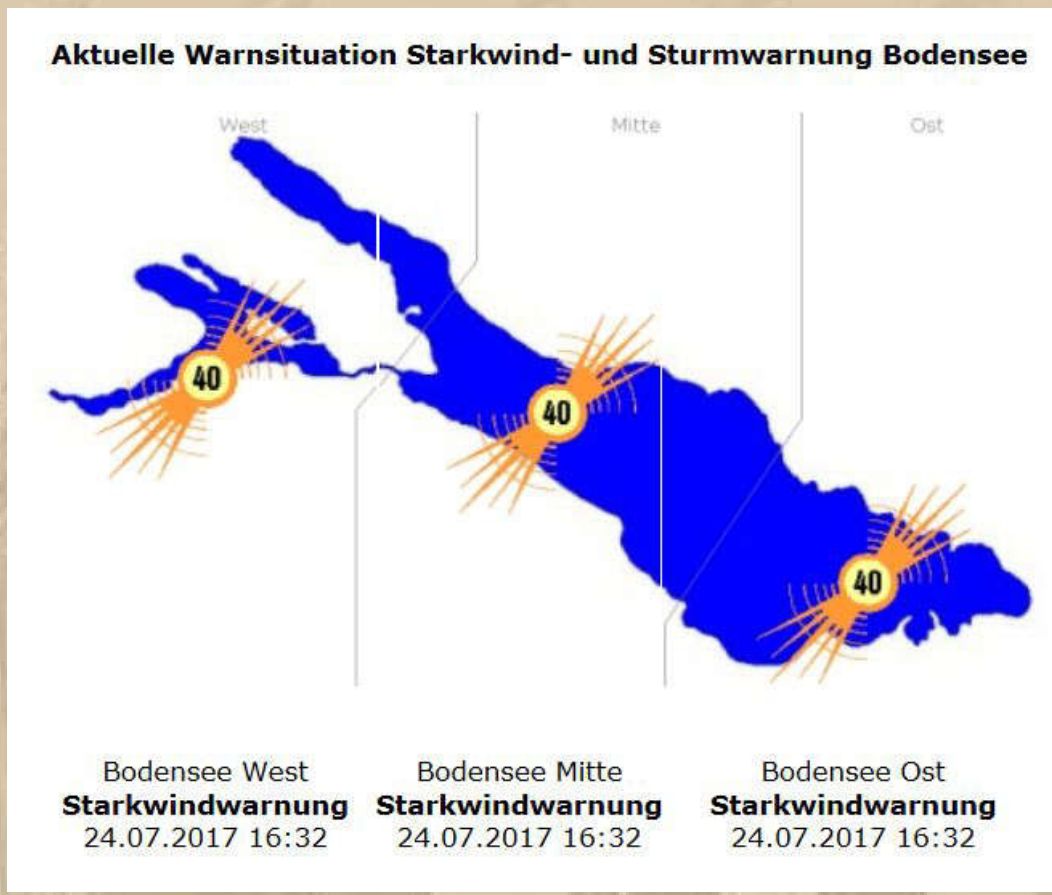 Aktuelle Warnsituation Starkwind- und Sturmwarnung Bodensee
West Mitte Ost
40
40
40
Bodensee West
Starkwindwarnung
24.07.2017 16:32
Bodensee Mitte
Starkwindwarnung
24.07.2017 16:32
Bodensee Ost
Starkwindwarnung
24.07.2017 16:32